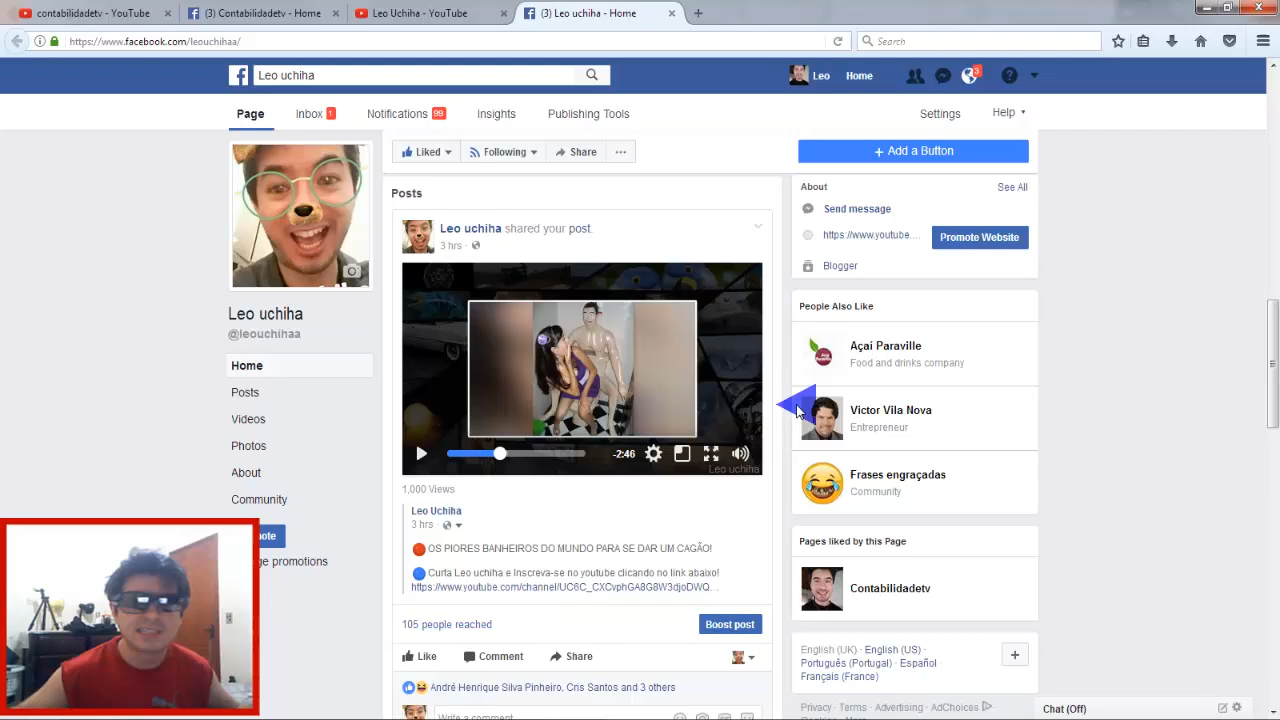 contabilidadetv - YouTube
(3) Contabilidadetv - Home
Leo Uchiha - YouTube
(3) Leo uchiha - Home
https://www.facebook.com/leouchihaa/
Search
Leo uchiha
Leo
Home
3
Page
Inbox 1
Notifications 99
Insights
Publishing Tools
Settings
Help
Liked
Following
Share
+ Add a Button
Posts
Leo uchiha shared your post.
3 hrs
-2:46
Leo uchiha
1,000 Views
Leo Uchiha
3 hrs
OS PIORES BANHEIROS DO MUNDO PARA SE DAR UM CAGÃO!
Curta Leo uchiha e Inscreva-se no youtube clicando no link abaixo!
https://www.youtube.com/channel/UC6C_CXCvphGA8G8W3djoDWQ...
105 people reached
Boost post
Like
Comment
Share
André Henrique Silva Pinheiro, Cris Santos and 3 others
Write a comment...
Leo uchiha
@leouchihaa
Home
Posts
Videos
Photos
About
Community
About
See All
Send message
https://www.youtube....
Promote Website
Blogger
People Also Like
Açaí Paraville
Food and drinks company
Victor Vila Nova
Entrepreneur
Frases engraçadas
Community
Pages liked by this Page
Contabilidadetv
English (UK) · English (US) ·
Português (Portugal) · Español ·
Français (France)
Privacy · Terms · Advertising · AdChoices
Chat (Off)